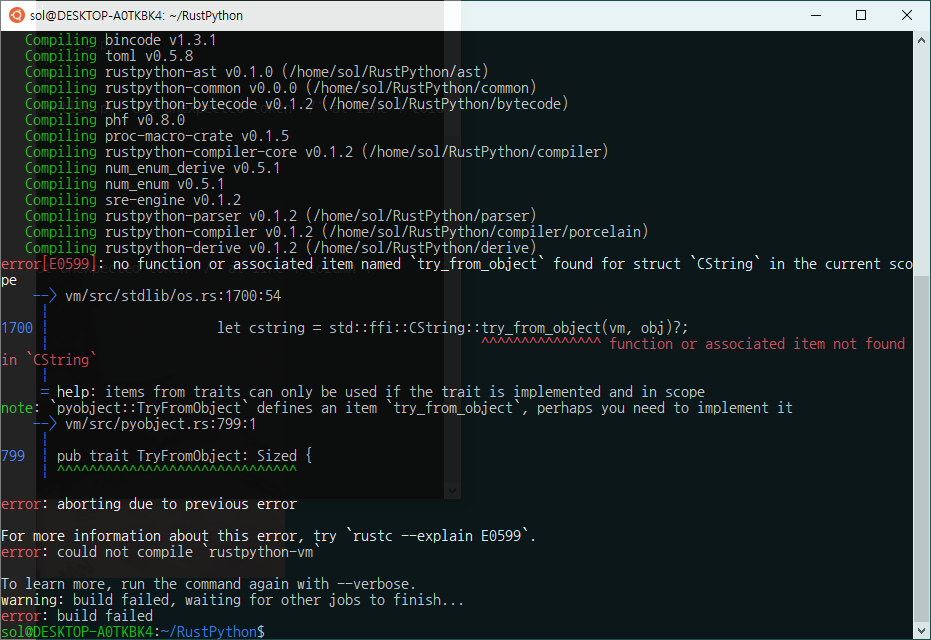 sol@DESKTOP-A0TKBK4: ~/RustPython
Compiling bincode v1.3.1
Compiling toml v0.5.8
Compiling rustpython-ast v0.1.0 (/home/sol/RustPython/ast)
Compiling rustpython-common v0.0.0 (/home/sol/RustPython/common)
Compiling rustpython-bytecode v0.1.2 (/home/sol/RustPython/bytecode)
Compiling phf v0.8.0
Compiling proc-macro-crate v0.1.5
Compiling rustpython-compiler-core v0.1.2 (/home/sol/RustPython/compiler)
Compiling num_enum_derive v0.5.1
Compiling num_enum v0.5.1
Compiling sre-engine v0.1.2
Compiling rustpython-parser v0.1.2 (/home/sol/RustPython/parser)
Compiling rustpython-compiler v0.1.2 (/home/sol/RustPython/compiler/porcelain)
Compiling rustpython-derive v0.1.2 (/home/sol/RustPython/derive)
error[E0599]: no function or associated item named `try_from_object` found for struct `CString` in the current sco
pe
--> vm/src/stdlib/os.rs:1700:54
|
1700 | let cstring = std::ffi::CString::try_from_object(vm, obj)?;
| ^^^^^^^^^^^^^^^ function or associated item not found
in `CString`
|
= help: items from traits can only be used if the trait is implemented and in scope
note: `pyobject::TryFromObject` defines an item `try_from_object`, perhaps you need to implement it
--> vm/src/pyobject.rs:799:1
|
799 | pub trait TryFromObject: Sized {
| ^^^^^^^^^^^^^^^^^^^^^^^^^^^^^^
error: aborting due to previous error
For more information about this error, try `rustc --explain E0599`.
error: could not compile `rustpython-vm`
To learn more, run the command again with --verbose.
warning: build failed, waiting for other jobs to finish...
error: build failed
sol@DESKTOP-A0TKBK4:~/RustPython$